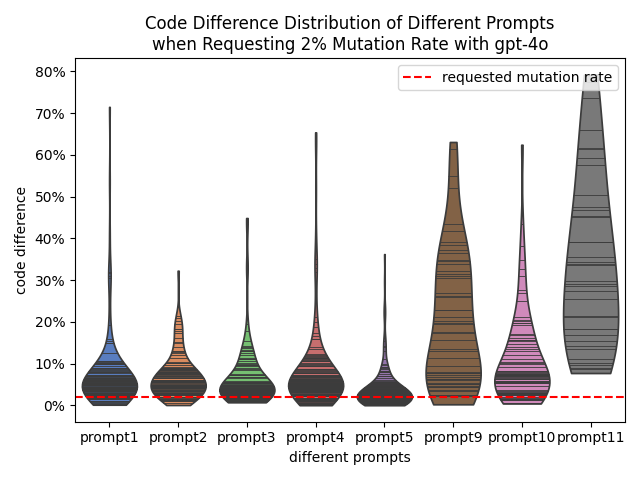 Code Difference Distribution of Different Prompts
when Requesting 2% Mutation Rate with gpt-4o
requested mutation rate
80%
70%
60%
50%
40%
30%
20%
10%
0%
code difference
prompt1 prompt2 prompt3 prompt4 prompt5 prompt9 prompt10 prompt11
different prompts